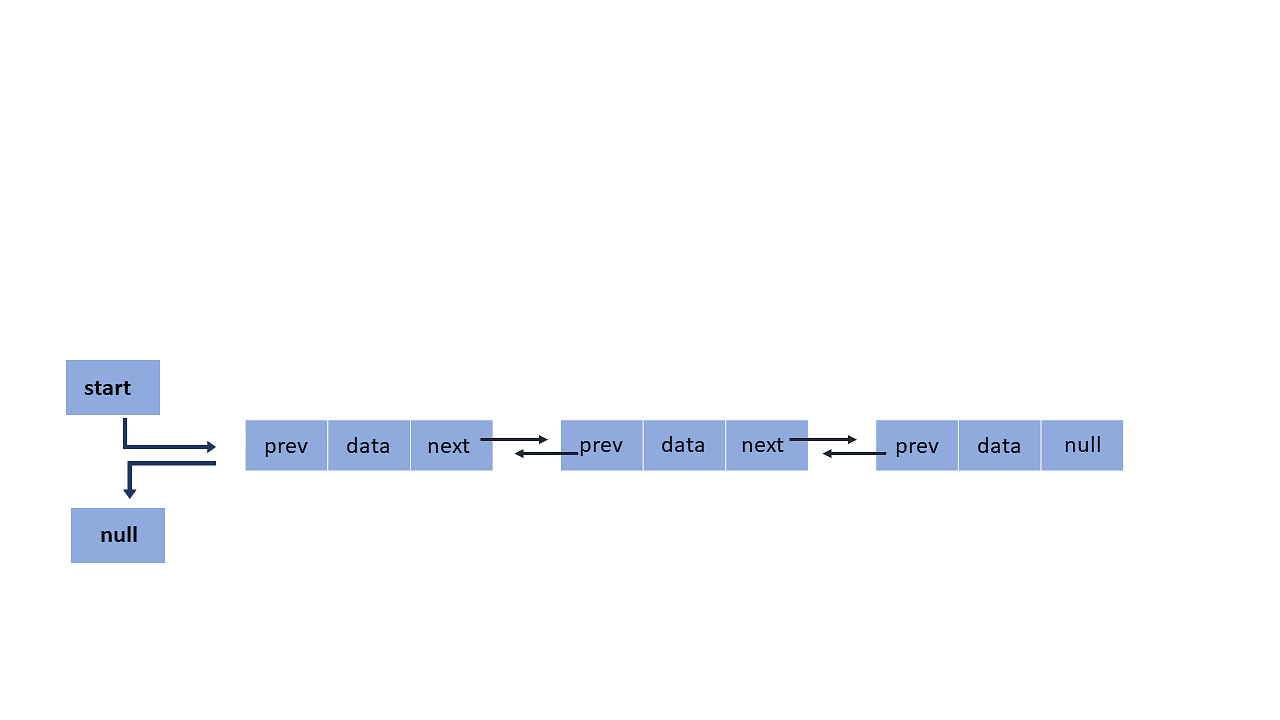 start
prev data next
prev data next
prev data null
null